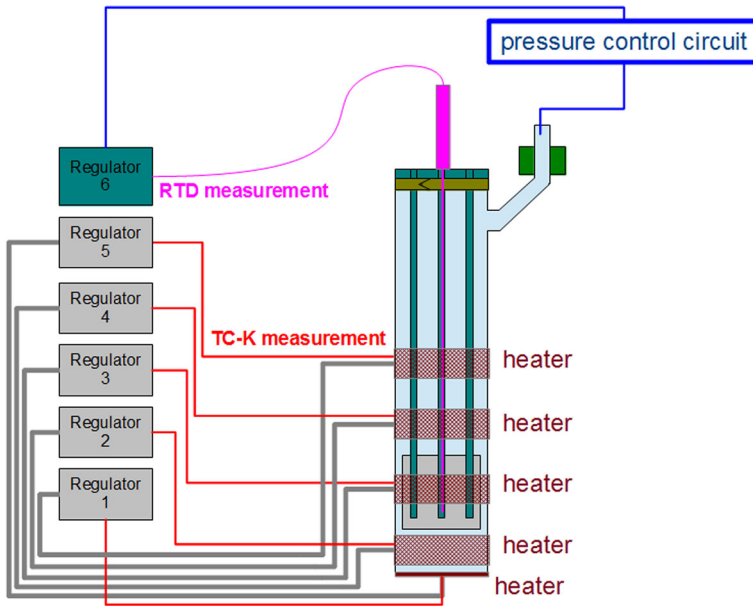 pressure control circuit
Regulator
6
RTD measurement
Regulator
5
Regulator
4
TC-K measurement
heater
Regulator
3
Regulator
2
heater
Regulator
1
heater
heater
heater